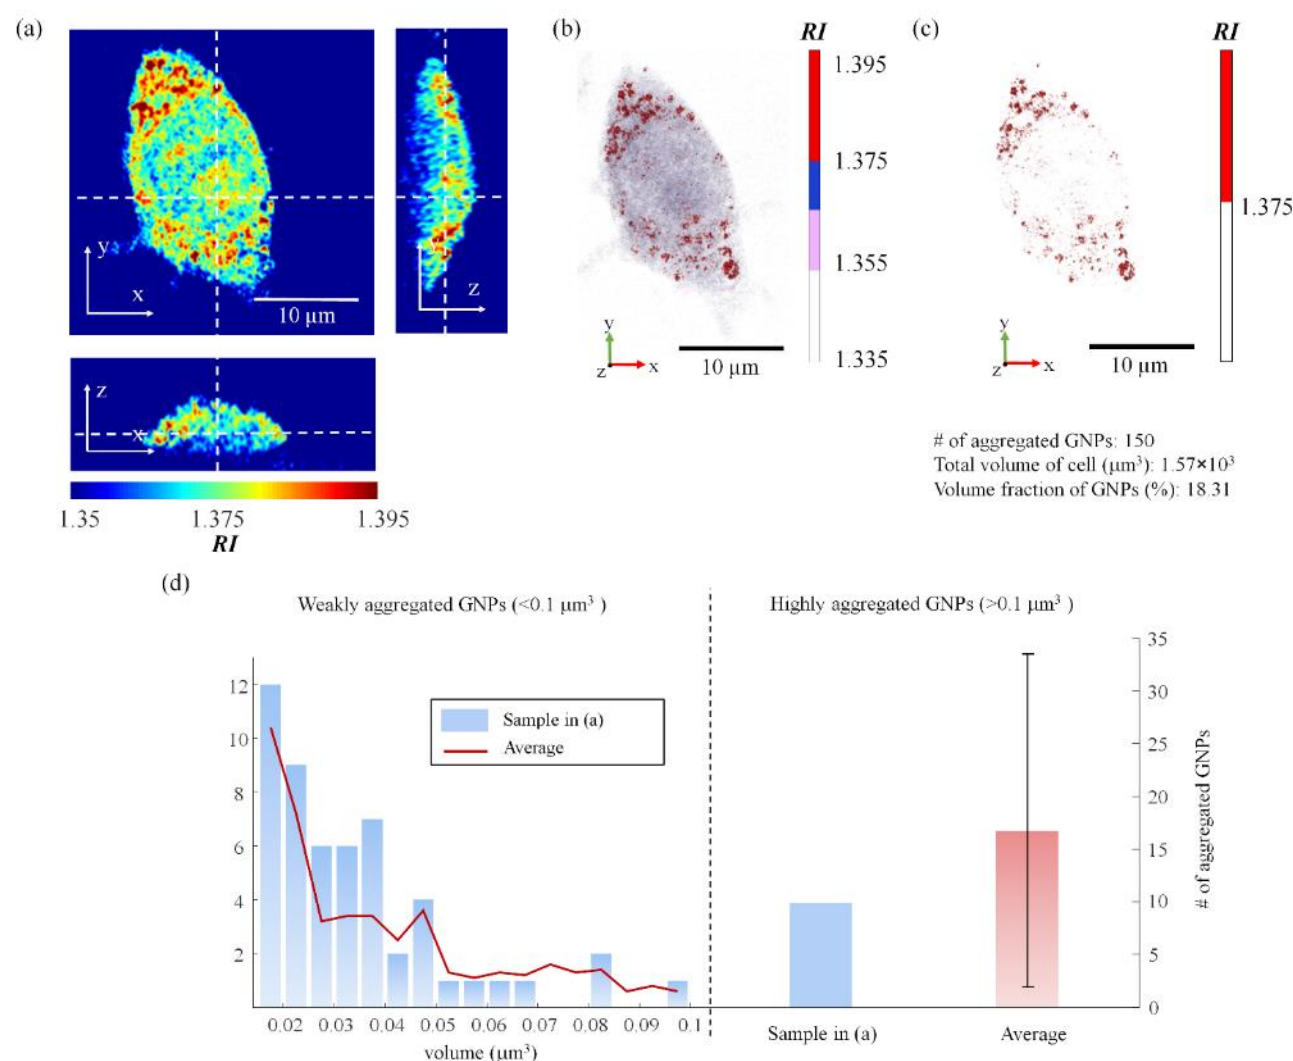 (a)
y
x
10 μm
z
z
x
1.35
1.375
1.395
RI
(b)
RI
1.395
1.375
1.355
1.335
y
z
x
10 μm
(c)
RI
1.375
y
z
x
10 μm
# of aggregated GNPs: 150
Total volume of cell (μm³): 1.57×10³
Volume fraction of GNPs (%): 18.31
(d)
Weakly aggregated GNPs (<0.1 μm³ )
Highly aggregated GNPs (>0.1 μm³ )
12
10
8
6
4
2
Sample in (a)
Average
0.02
0.03
0.04
0.05
0.06
0.07
0.08
0.09
0.1
volume (μm³)
35
30
25
20
15
10
5
0
# of aggregated GNPs
Sample in (a)
Average